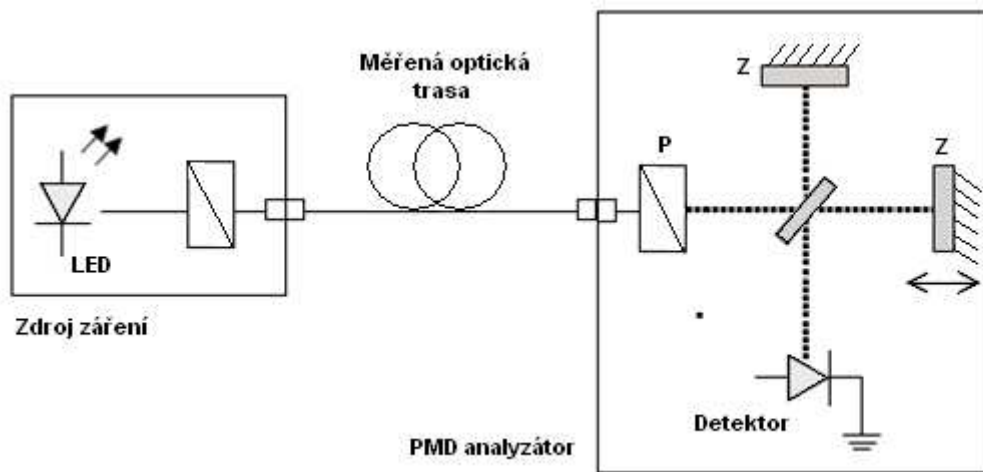 Měřená optická
trasa
Z
P
Z
LED
Zdroj záření
Detektor
PMD analyzátor